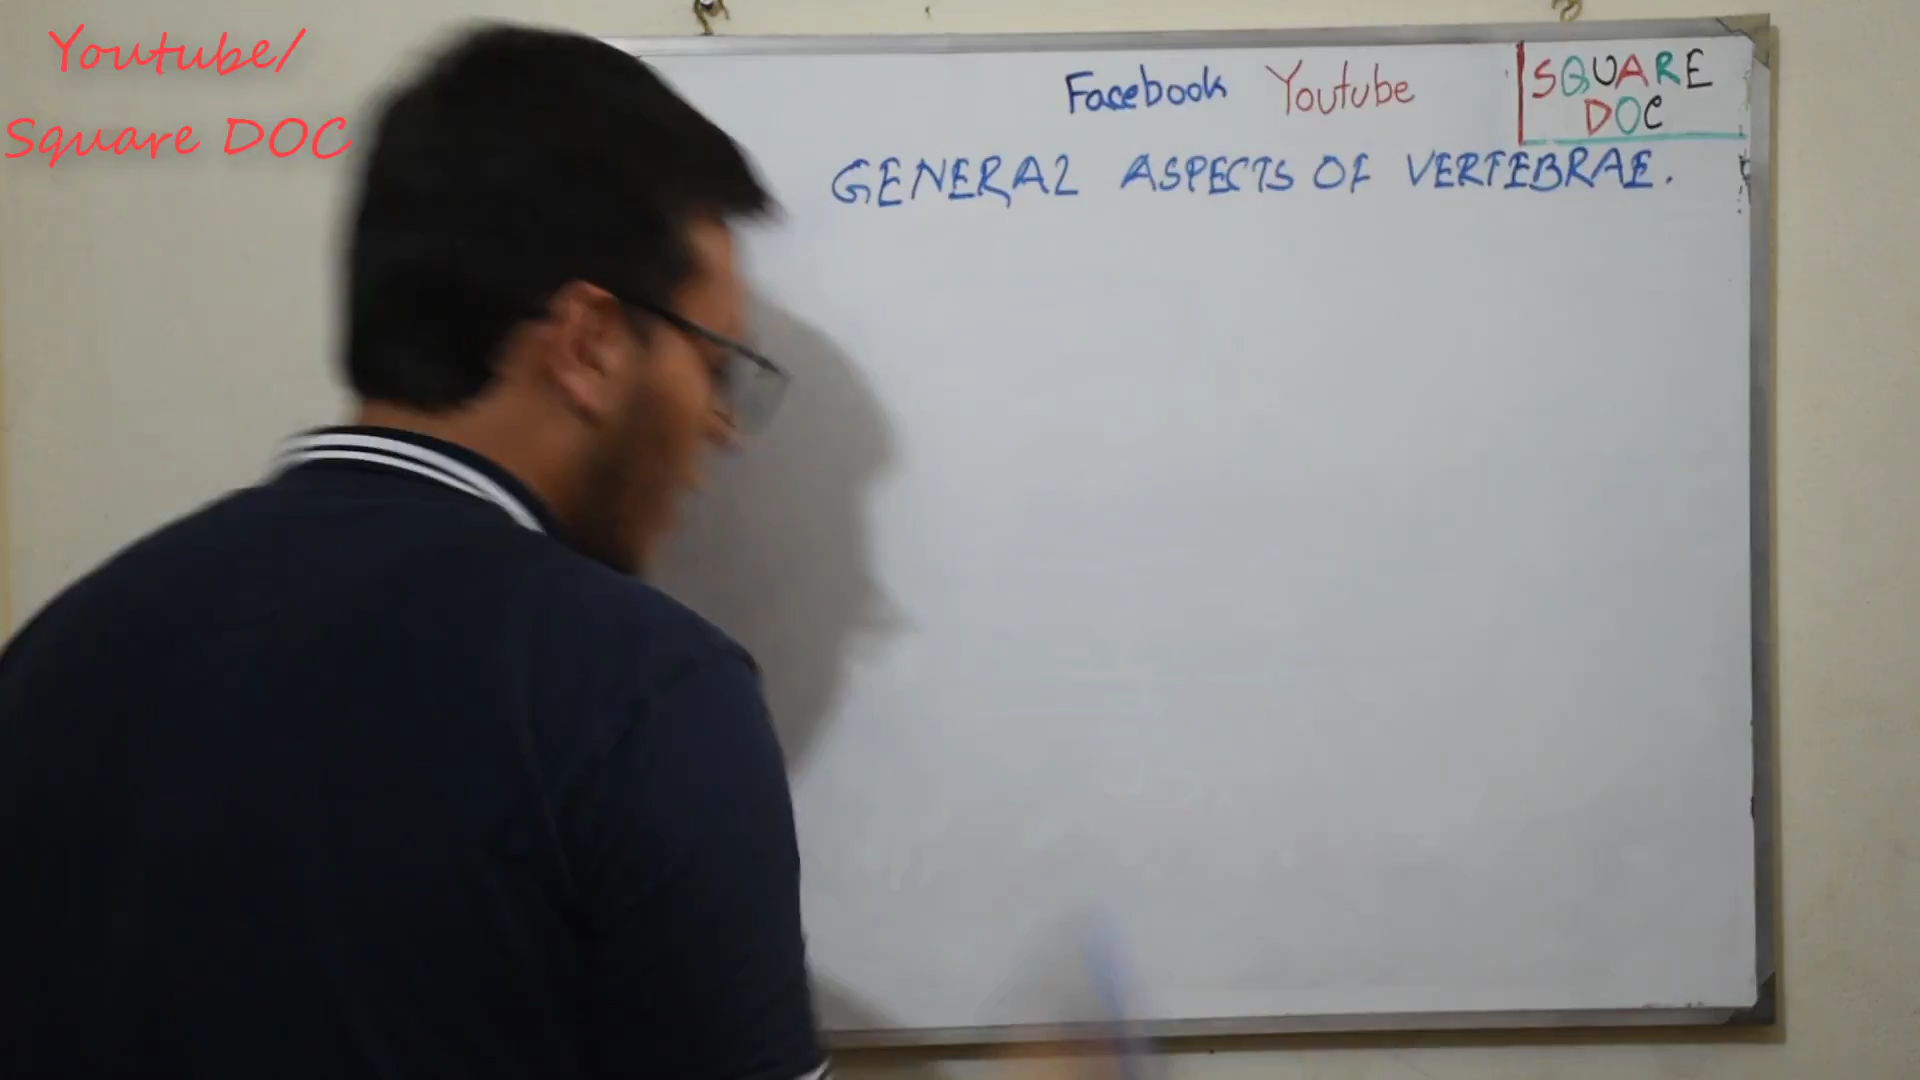 Youtube/
Square DOC
Facebook Youtube
SQUARE
DOC
GENERAL ASPECTS OF VERTEBRAE.